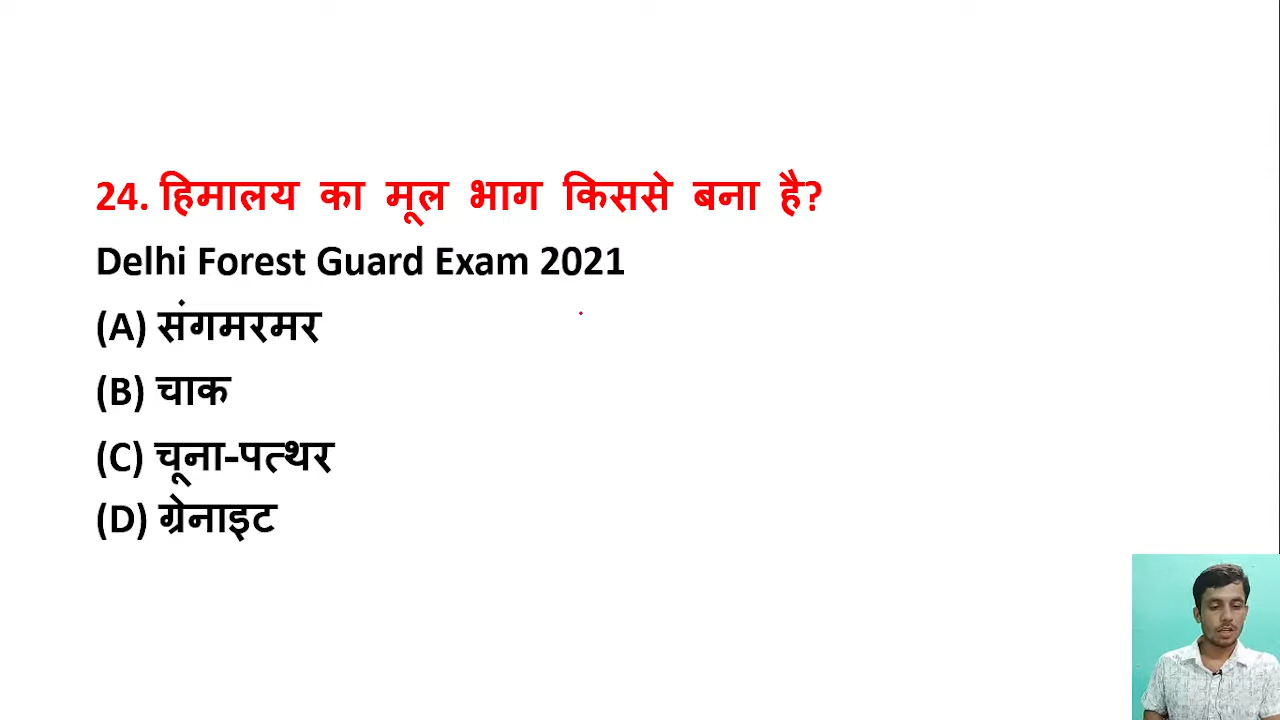 24. हिमालय का मूल भाग किससे बना है?
Delhi Forest Guard Exam 2021
(A) संगमरमर
(B) चाक
(C) चूना-पत्थर
(D) ग्रेनाइट